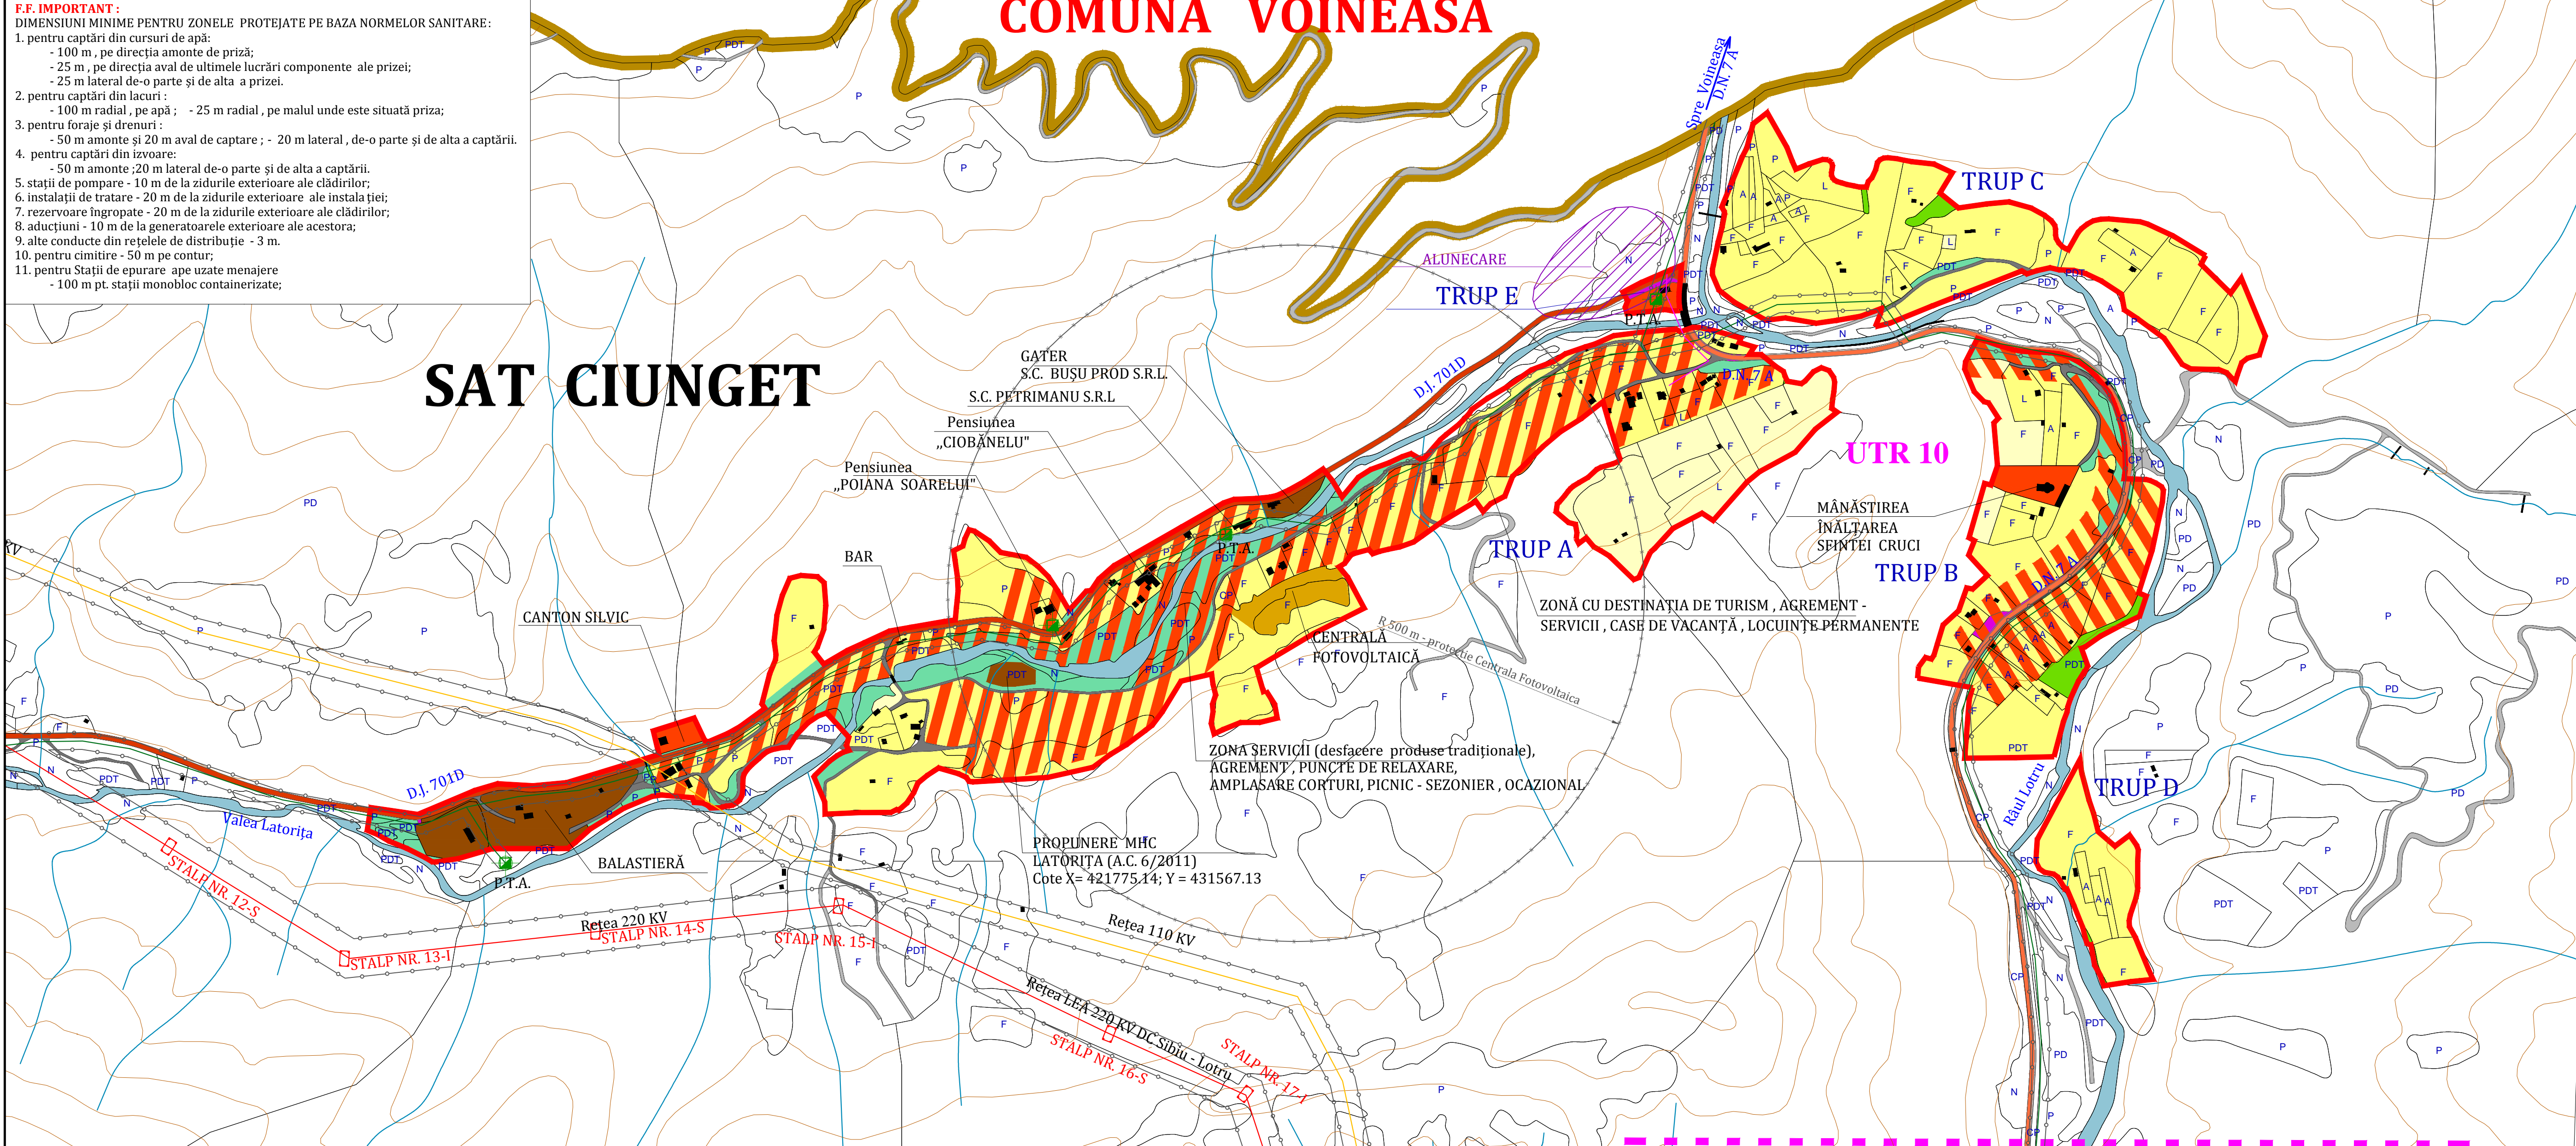 F.F. IMPORTANT :
DIMENSIUNI MINIME PENTRU ZONELE PROTEJATE PE BAZA NORMELOR SANITARE:
1. pentru captări din cursuri de apă:
- 100 m , pe direcția amonte de priză;
- 25 m , pe direcția aval de ultimele lucrări componente ale prizei;
- 25 m lateral de-o parte și de alta a prizei.
2. pentru captări din lacuri :
- 100 m radial , pe apă ; - 25 m radial , pe malul unde este situată priza;
3. pentru foraje și drenuri :
- 50 m amonte și 20 m aval de captare ; - 20 m lateral , de-o parte și de alta a captării.
4. pentru captări din izvoare:
- 50 m amonte ;20 m lateral de-o parte și de alta a captării.
5. stații de pompare - 10 m de la zidurile exterioare ale clădirilor;
6. instalații de tratare - 20 m de la zidurile exterioare ale instalației;
7. rezervoare îngropate - 20 m de la zidurile exterioare ale clădirilor;
8. aducțiuni - 10 m de la generatoarele exterioare ale acestora;
9. alte conducte din rețelele de distribuție - 3 m.
10. pentru cimitire - 50 m pe contur;
11. pentru Stații de epurare ape uzate menajere
- 100 m pt. stații monobloc containerizate;
COMUNA VOINEASA
Spre Voineasa
D.N. 7 A
TRUP C
ALUNECARE
TRUP E
P.T.A.
SAT CIUNGET
GATER
S.C. BUȘU PROD S.R.L.
S.C. PETRIMANU S.R.L
Pensiunea
,,CIOBĂNELU"
Pensiunea
,,POIANA SOARELUI"
D.J. 701D
D.N. 7 A
UTR 10
MÂNĂSTIREA
ÎNĂLȚAREA
SFINTEI CRUCI
TRUP A
TRUP B
D.N. 7 A
P.T.A.
BAR
CANTON SILVIC
ZONĂ CU DESTINAȚIA DE TURISM , AGREMENT -
SERVICII , CASE DE VACANȚĂ , LOCUINȚE PERMANENTE
CENTRALĂ
FOTOVOLTAICĂ
R 500 m - protectie Centrala Fotovoltaica
ZONA SERVICII (desfacere produse tradiționale),
AGREMENT , PUNCTE DE RELAXARE,
AMPLASARE CORTURI, PICNIC - SEZONIER , OCAZIONAL
TRUP D
Râul Lotru
D.J. 701D
Valea Latorița
BALASTIERĂ
P.T.A.
PROPUNERE MHC
LATORIȚA (A.C. 6/2011)
Cote X= 421775.14; Y = 431567.13
STALP NR. 12-S
STALP NR. 13-I
Rețea 220 KV
STALP NR. 14-S
STALP NR. 15-I
Rețea 110 KV
Rețea LEA 220 KV DC Sibiu - Lotru
STALP NR. 16-S
STALP NR. 17-I
KV